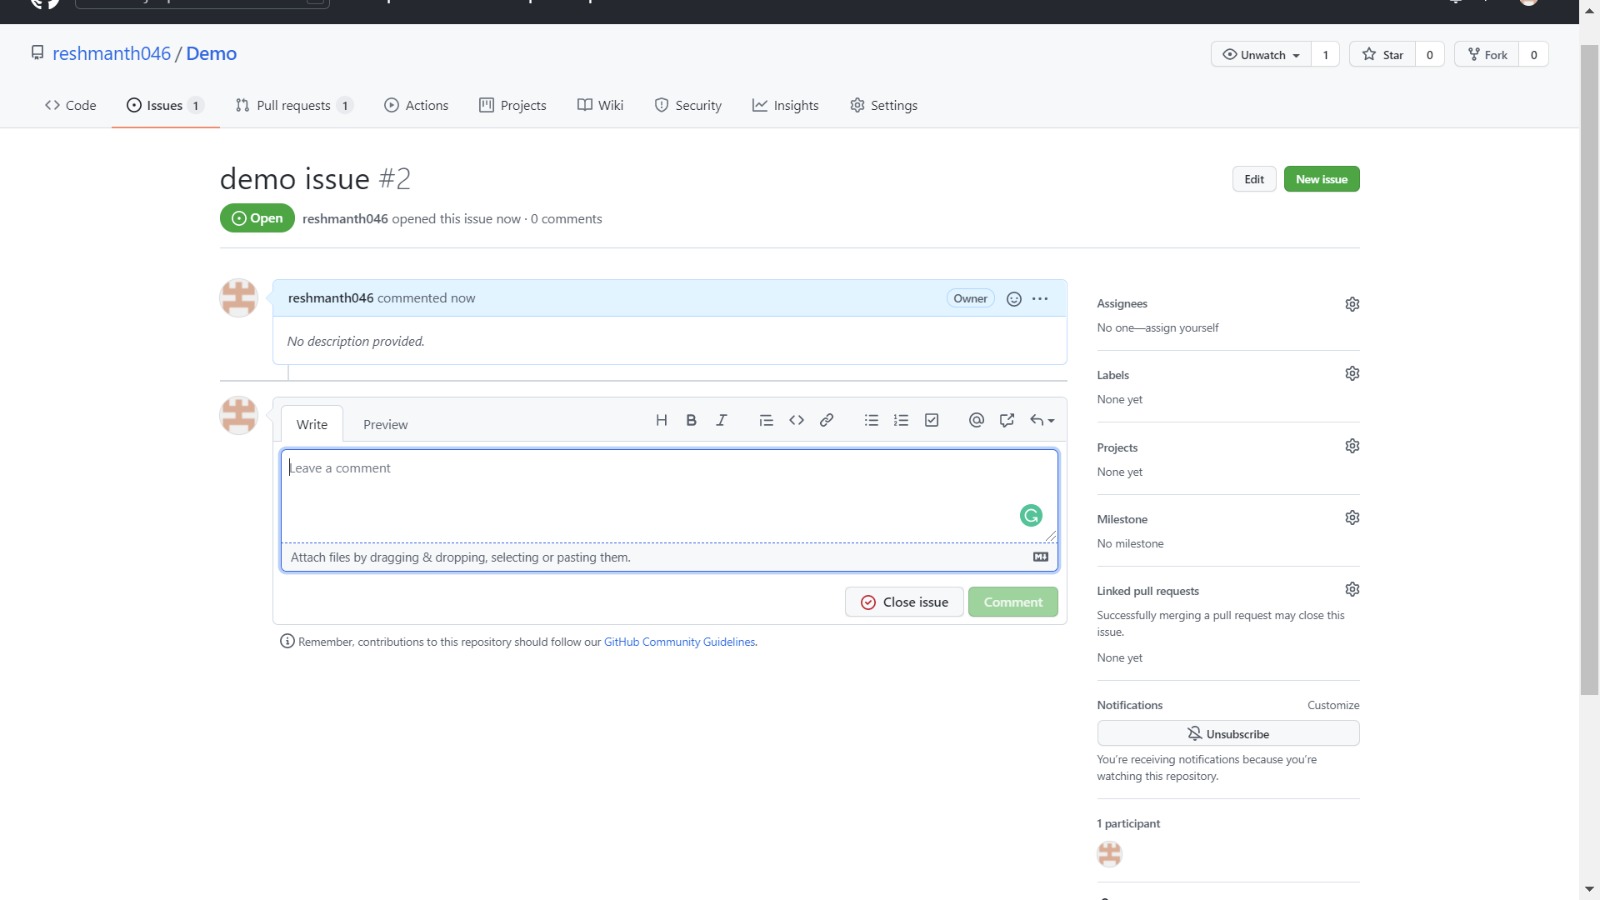 reshmanth046 / Demo
Unwatch 1
Star 0
Fork 0
Code
Issues 1
Pull requests 1
Actions
Projects
Wiki
Security
Insights
Settings
demo issue #2
Edit
New issue
Open
reshmanth046 opened this issue now · 0 comments
reshmanth046 commented now
Owner
No description provided.
Write
Preview
Leave a comment
Attach files by dragging & dropping, selecting or pasting them.
Close issue
Comment
Remember, contributions to this repository should follow our GitHub Community Guidelines.
Assignees
No one—assign yourself
Labels
None yet
Projects
None yet
Milestone
No milestone
Linked pull requests
Successfully merging a pull request may close this
issue.
None yet
Notifications
Customize
Unsubscribe
You're receiving notifications because you're
watching this repository.
1 participant